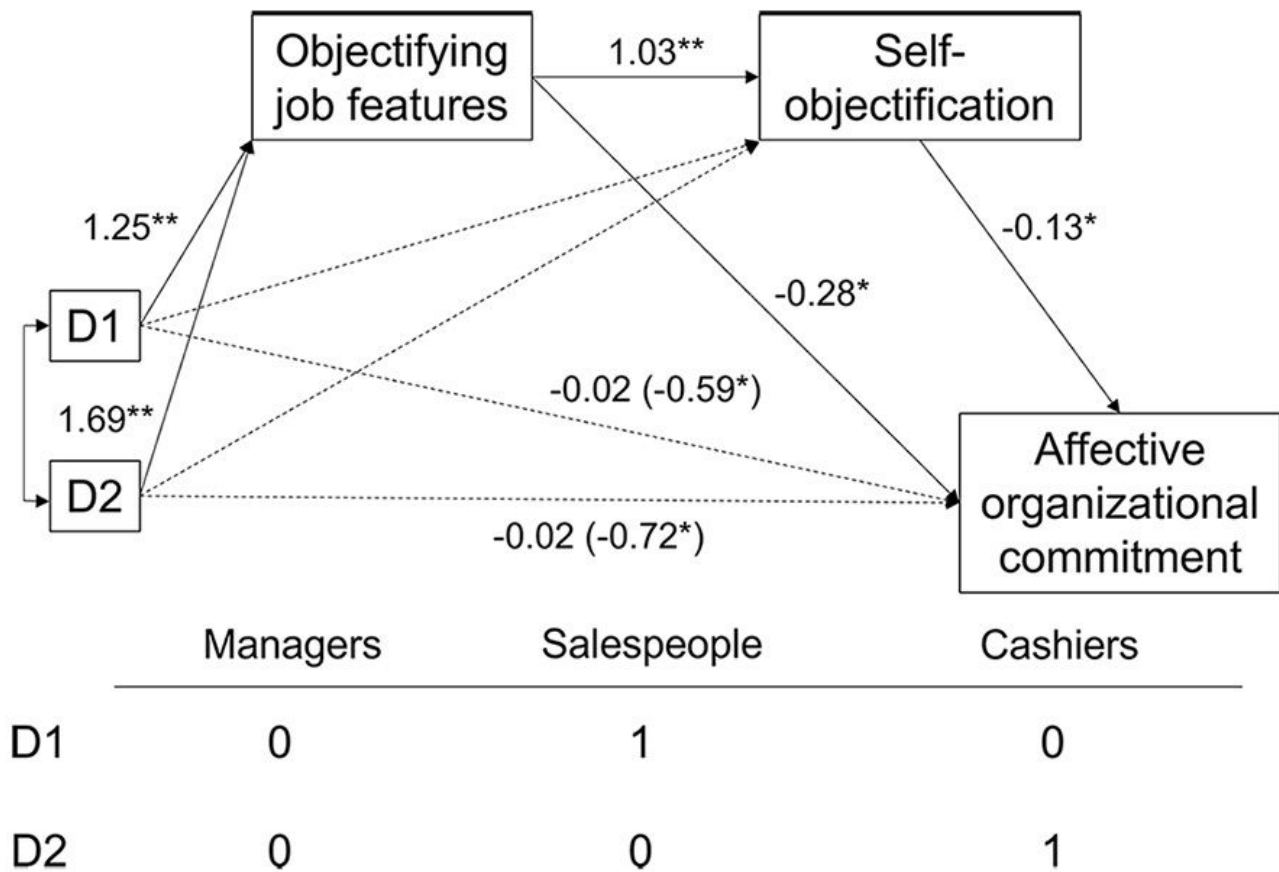 Objectifying
job features
1.03**
Self-
objectification
1.25**
-0.13*
D1
-0.28*
-0.02 (-0.59*)
1.69**
D2
-0.02 (-0.72*)
Affective
organizational
commitment
Managers Salespeople Cashiers
D1 0 1 0
D2 0 0 1